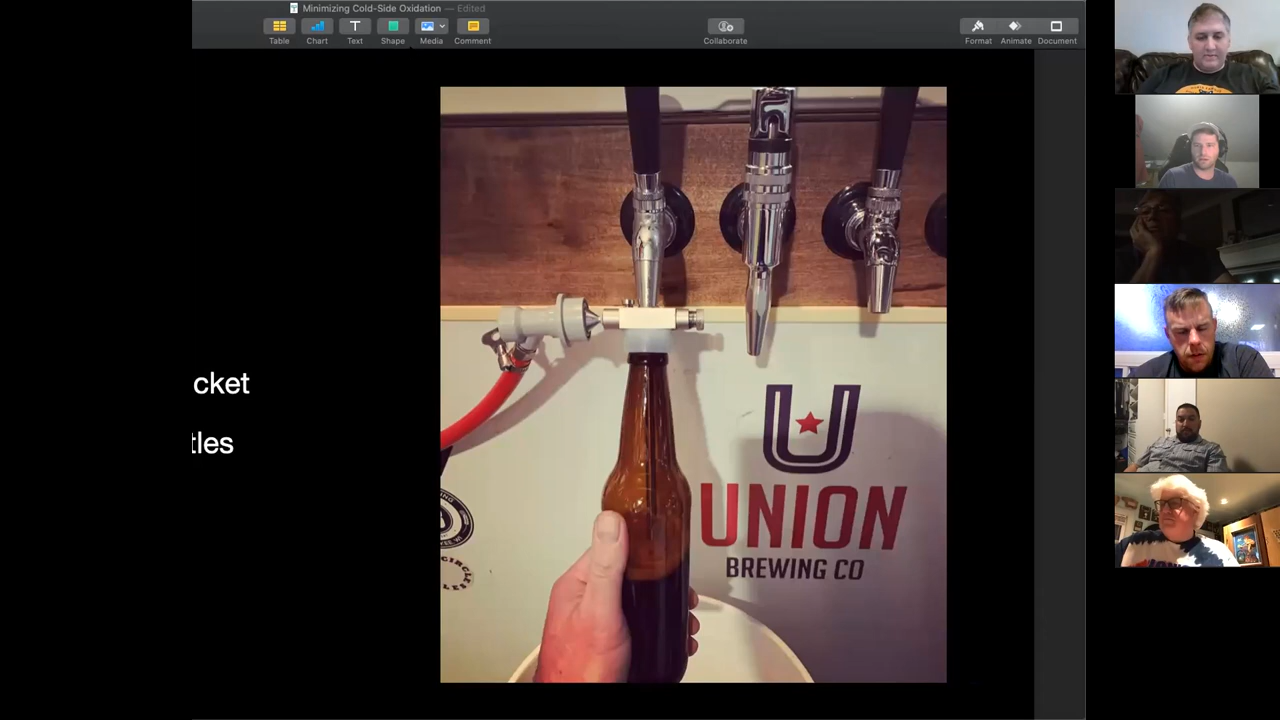 Minimizing Cold-Side Oxidation — Edited
Table
Chart
Text
Shape
Media
Comment
Collaborate
Format
Animate
Document
cket
tles
U
UNION
BREWING CO